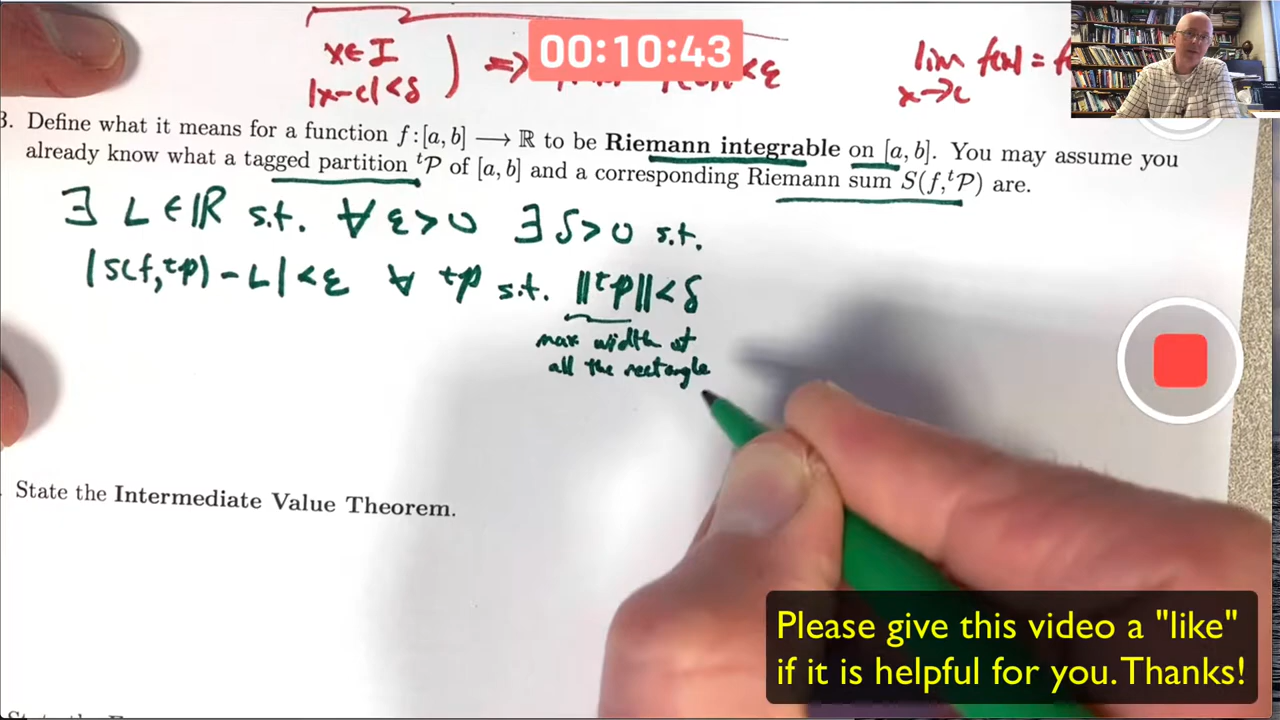 00:10:43
x∈I
|x-c|<δ ) => <ε
lim f(x) = f
x→c
3. Define what it means for a function f:[a, b] ⟶ ℝ to be Riemann integrable on [a, b]. You may assume you
already know what a tagged partition ᵗP of [a, b] and a corresponding Riemann sum S(f,ᵗP) are.
∃ L∈ℝ s.t. ∀ε>0 ∃δ>0 s.t.
|S(f,ᵗP)-L|<ε ∀ ᵗP s.t. ||ᵗP||<δ
max width of
all the rectangle
State the Intermediate Value Theorem.
Please give this video a "like"
if it is helpful for you. Thanks!
State the